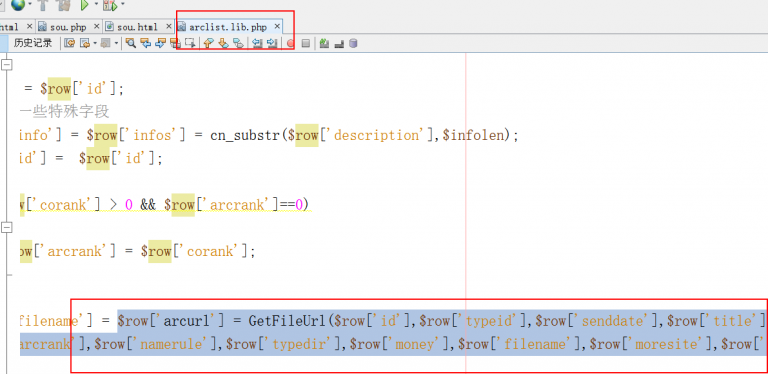 html × sou.php × sou.html × arclist.lib.php ×
历史记录
= $row['id'];
一些特殊字段
info'] = $row['infos'] = cn_substr($row['description'],$infolen);
id'] = $row['id'];
w['corank'] > 0 && $row['arcrank']==0)
ow['arcrank'] = $row['corank'];
filename'] = $row['arcurl'] = GetFileUrl($row['id'],$row['typeid'],$row['senddate'],$row['title']
arcrank'],$row['namerule'],$row['typedir'],$row['money'],$row['filename'],$row['moresite'],$row['